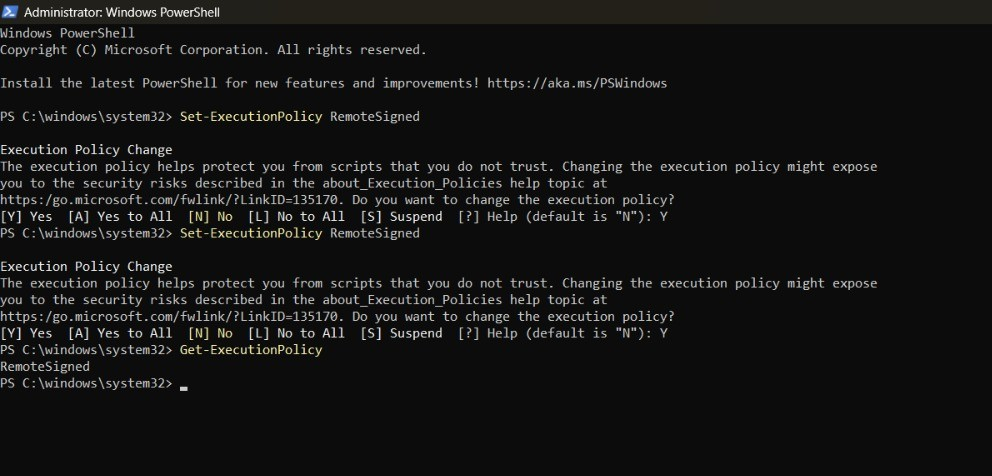 Administrator: Windows PowerShell
Windows PowerShell
Copyright (C) Microsoft Corporation. All rights reserved.
Install the latest PowerShell for new features and improvements! https://aka.ms/PSWindows
PS C:\windows\system32> Set-ExecutionPolicy RemoteSigned
Execution Policy Change
The execution policy helps protect you from scripts that you do not trust. Changing the execution policy might expose
you to the security risks described in the about_Execution_Policies help topic at
https:/go.microsoft.com/fwlink/?LinkID=135170. Do you want to change the execution policy?
[Y] Yes  [A] Yes to All  [N] No  [L] No to All  [S] Suspend  [?] Help (default is "N"): Y
PS C:\windows\system32> Set-ExecutionPolicy RemoteSigned
Execution Policy Change
The execution policy helps protect you from scripts that you do not trust. Changing the execution policy might expose
you to the security risks described in the about_Execution_Policies help topic at
https:/go.microsoft.com/fwlink/?LinkID=135170. Do you want to change the execution policy?
[Y] Yes  [A] Yes to All  [N] No  [L] No to All  [S] Suspend  [?] Help (default is "N"): Y
PS C:\windows\system32> Get-ExecutionPolicy
RemoteSigned
PS C:\windows\system32>